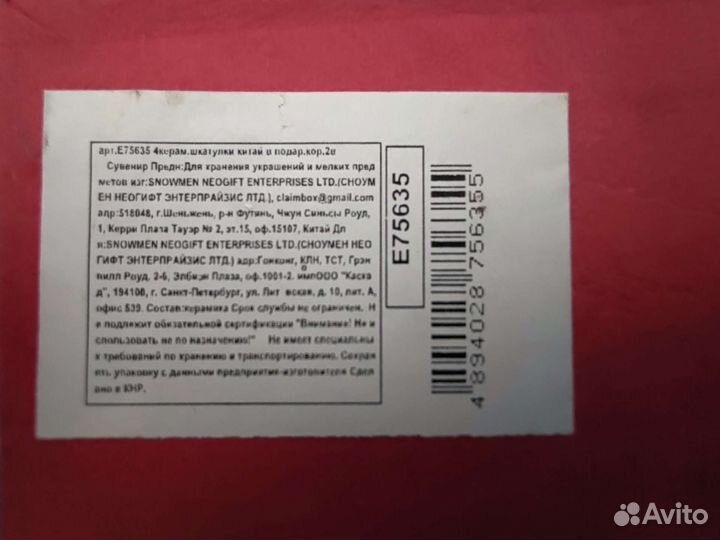 арт.E75635 4керам.шкатулки китай в подар.кор.2в
Сувенир Предн:Для хранения украшений и мелких пред
метов изг:SNOWMEN NEOGIFT ENTERPRISES LTD.(СНОУМ
ЕН НЕОГИФТ ЭНТЕРПРАЙЗИС ЛТД.), claimbox@gmail.com
адр:518048, г.Шеньжень, р-н Футянь, Чжун Синьсы Роуд,
1, Керри Плаза Тауэр № 2, эт.15, оф.15107, Китай Дл
я:SNOWMEN NEOGIFT ENTERPRISES LTD.(СНОУМЕН НЕО
ГИФТ ЭНТЕРПРАЙЗИС ЛТД.) адр:Гонконг, КЛН, ТСТ, Грэн
вилл Роуд, 2-6, Элбиэн Плаза, оф.1001-2. имп:ООО "Каска
д", 194100, г. Санкт-Петербург, ул. Лит вская, д. 10, лит. А,
офис 539. Состав:керамика Срок службы не ограничен. Н
е подлежит обязательной сертификации "Внимание! Не и
спользовать не по назначению!" Не имеет специальны
х требований по хранению и транспортированию. Сохран
ять упаковку с данными предприятие-изготовителя Сдел
ано в КНР.
E75635
4 894028 756355
Avito